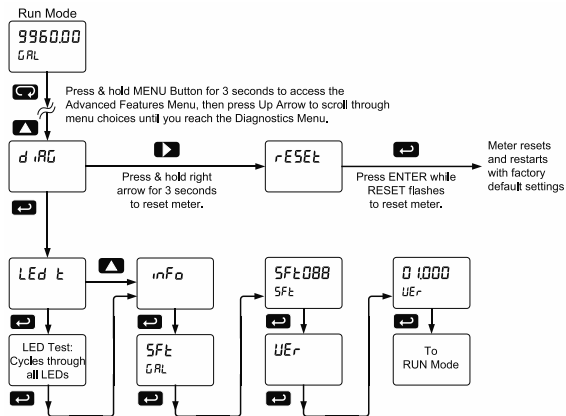 Run Mode
9960.00
GAL
Press & hold MENU Button for 3 seconds to access the
Advanced Features Menu, then press Up Arrow to scroll through
menu choices until you reach the Diagnostics Menu.
diAG
Press & hold right
arrow for 3 seconds
to reset meter.
rESEt
Press ENTER while
RESET flashes
to reset meter.
Meter resets
and restarts
with factory
default settings
LEd t
inFo
SFt088
SFt
01.000
VEr
LED Test:
Cycles through
all LEDs
SFt
GAL
VEr
To
RUN Mode